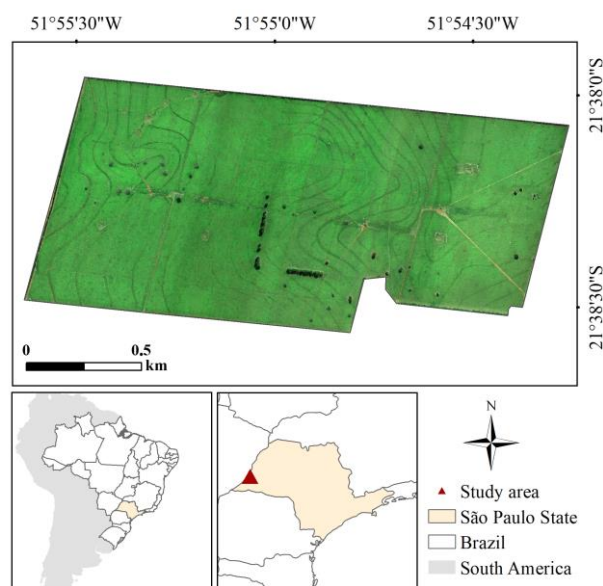 51°55'30"W 51°55'0"W 51°54'30"W
21°38'0"S
21°38'30"S
0 0.5
km
N
Study area
São Paulo State
Brazil
South America